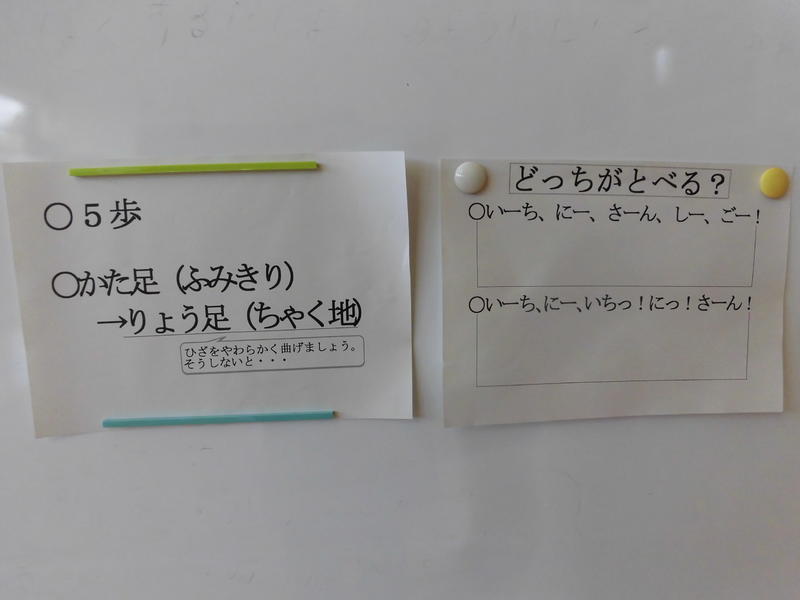 ○５歩
○かた足（ふみきり）
→りょう足（ちゃく地）
ひざをやわらかく曲げましょう。
そうしないと・・・
どっちがとべる？
○いーち、にー、さーん、しー、ごー！
○いーち、にー、いちっ！にっ！さーん！